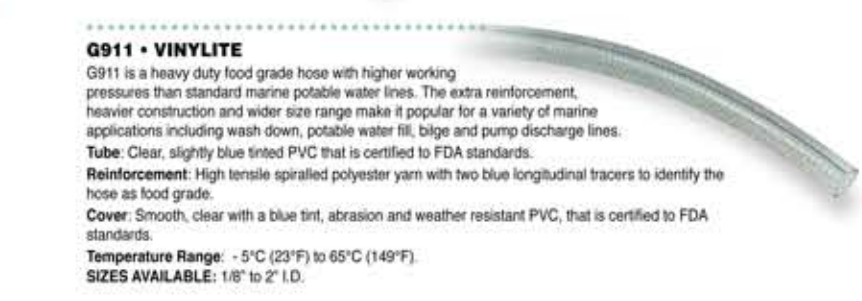 G911 • VINYLITE
G911 is a heavy duty food grade hose with higher working
pressures than standard marine potable water lines. The extra reinforcement,
heavier construction and wider size range make it popular for a variety of marine
applications including wash down, potable water fill, bilge and pump discharge lines.
Tube: Clear, slightly blue tinted PVC that is certified to FDA standards.
Reinforcement: High tensile spiralled polyester yarn with two blue longitudinal tracers to identify the
hose as food grade.
Cover: Smooth, clear with a blue tint, abrasion and weather resistant PVC, that is certified to FDA
standards.
Temperature Range: - 5°C (23°F) to 65°C (149°F).
SIZES AVAILABLE: 1/8" to 2" I.D.